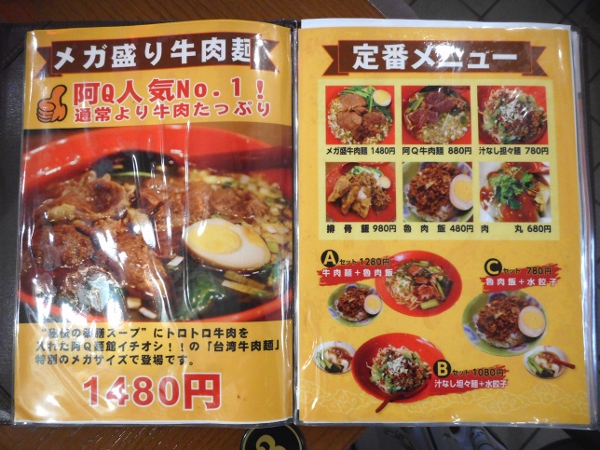 メガ盛り牛肉麺
阿Q人気No.1！
通常より牛肉たっぷり
“秘伝の薬膳スープ”にトロトロ牛肉を
入れた阿Q麺館イチオシ！！の「台湾牛肉麺」
特別のメガサイズで登場です。
1480円
定番メニュー
メガ盛牛肉麺 1480円
阿Q牛肉麺 880円
汁なし担々麺 780円
排骨飯 980円
魯肉飯 480円
肉丸 680円
Aセット 1280円
牛肉麺＋魯肉飯
Cセット 780円
魯肉飯＋水餃子
Bセット 1080円
汁なし担々麺＋水餃子